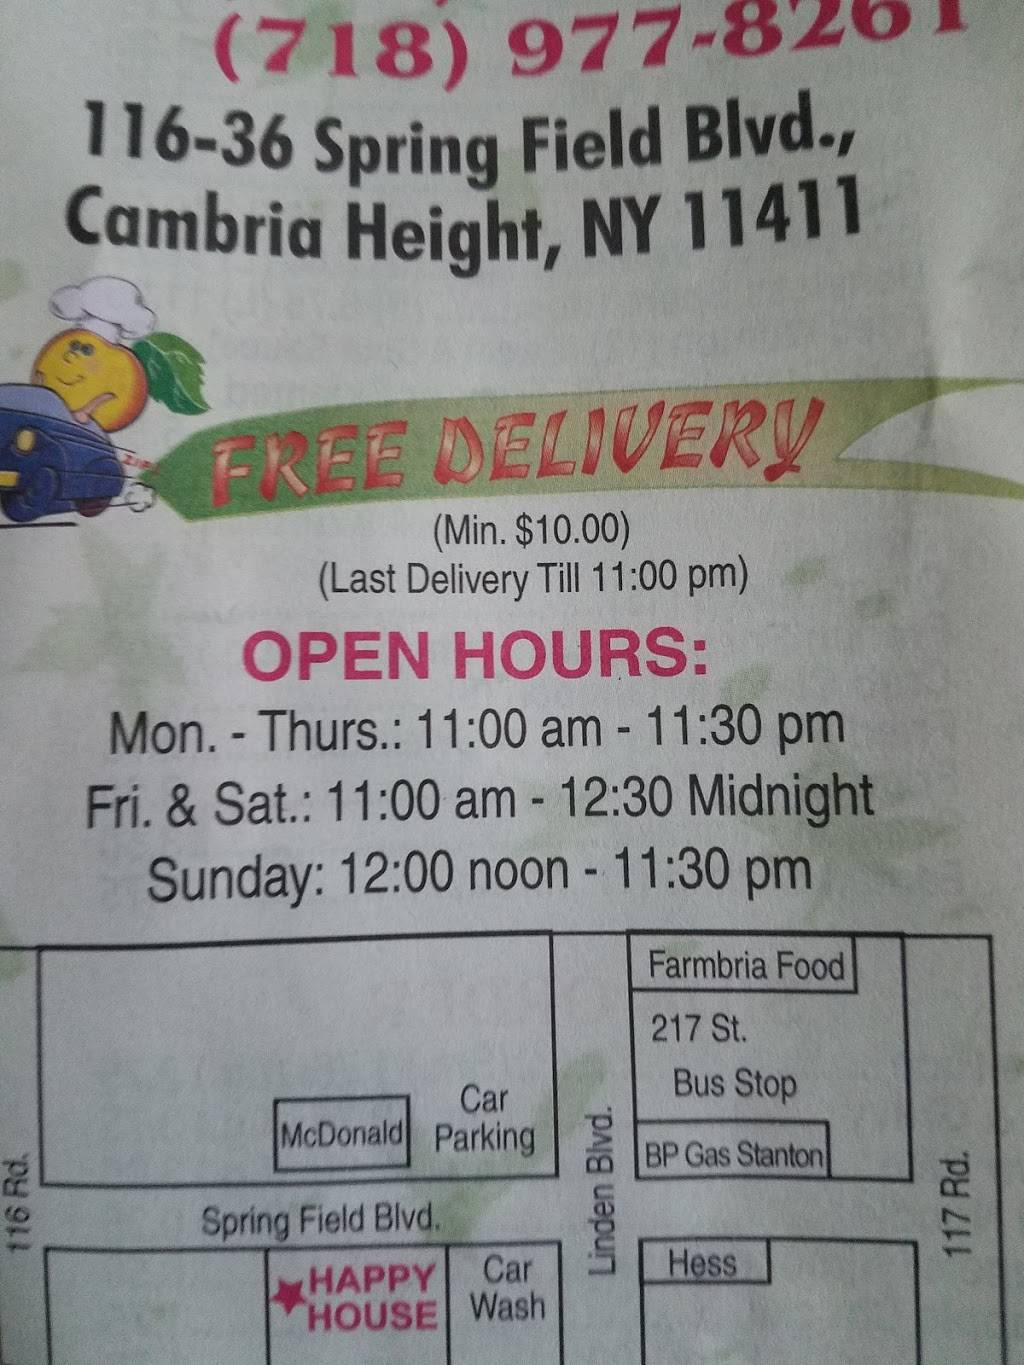 (718) 977-8261
116-36 Spring Field Blvd.,
Cambria Height, NY 11411
FREE DELIVERY
(Min. $10.00)
(Last Delivery Till 11:00 pm)
OPEN HOURS:
Mon. - Thurs.: 11:00 am - 11:30 pm
Fri. & Sat.: 11:00 am - 12:30 Midnight
Sunday: 12:00 noon - 11:30 pm
Farmbria Food
217 St.
Bus Stop
McDonald
Car
Parking
BP Gas Stanton
116 Rd.
Linden Blvd.
117 Rd.
Spring Field Blvd.
HAPPY
HOUSE
Car
Wash
Hess